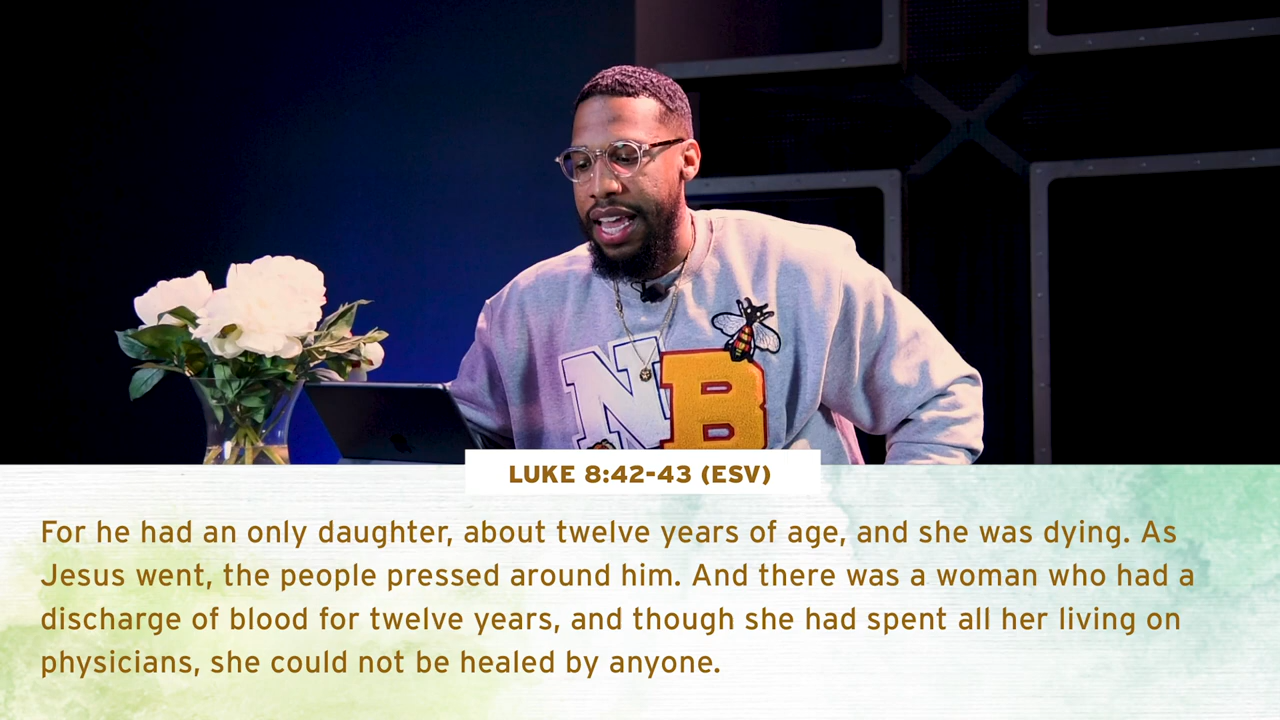 NB
LUKE 8:42-43 (ESV)
For he had an only daughter, about twelve years of age, and she was dying. As
Jesus went, the people pressed around him. And there was a woman who had a
discharge of blood for twelve years, and though she had spent all her living on
physicians, she could not be healed by anyone.